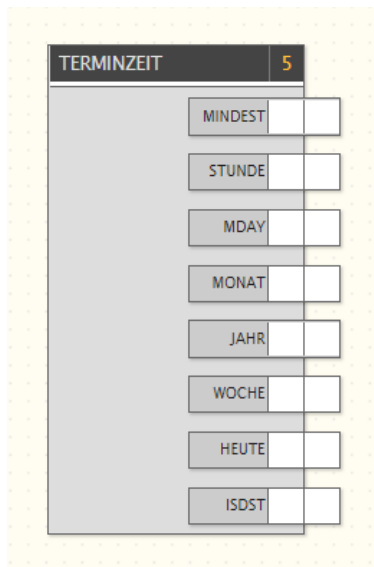 TERMINZEIT 5
MINDEST
STUNDE
MDAY
MONAT
JAHR
WOCHE
HEUTE
ISDST